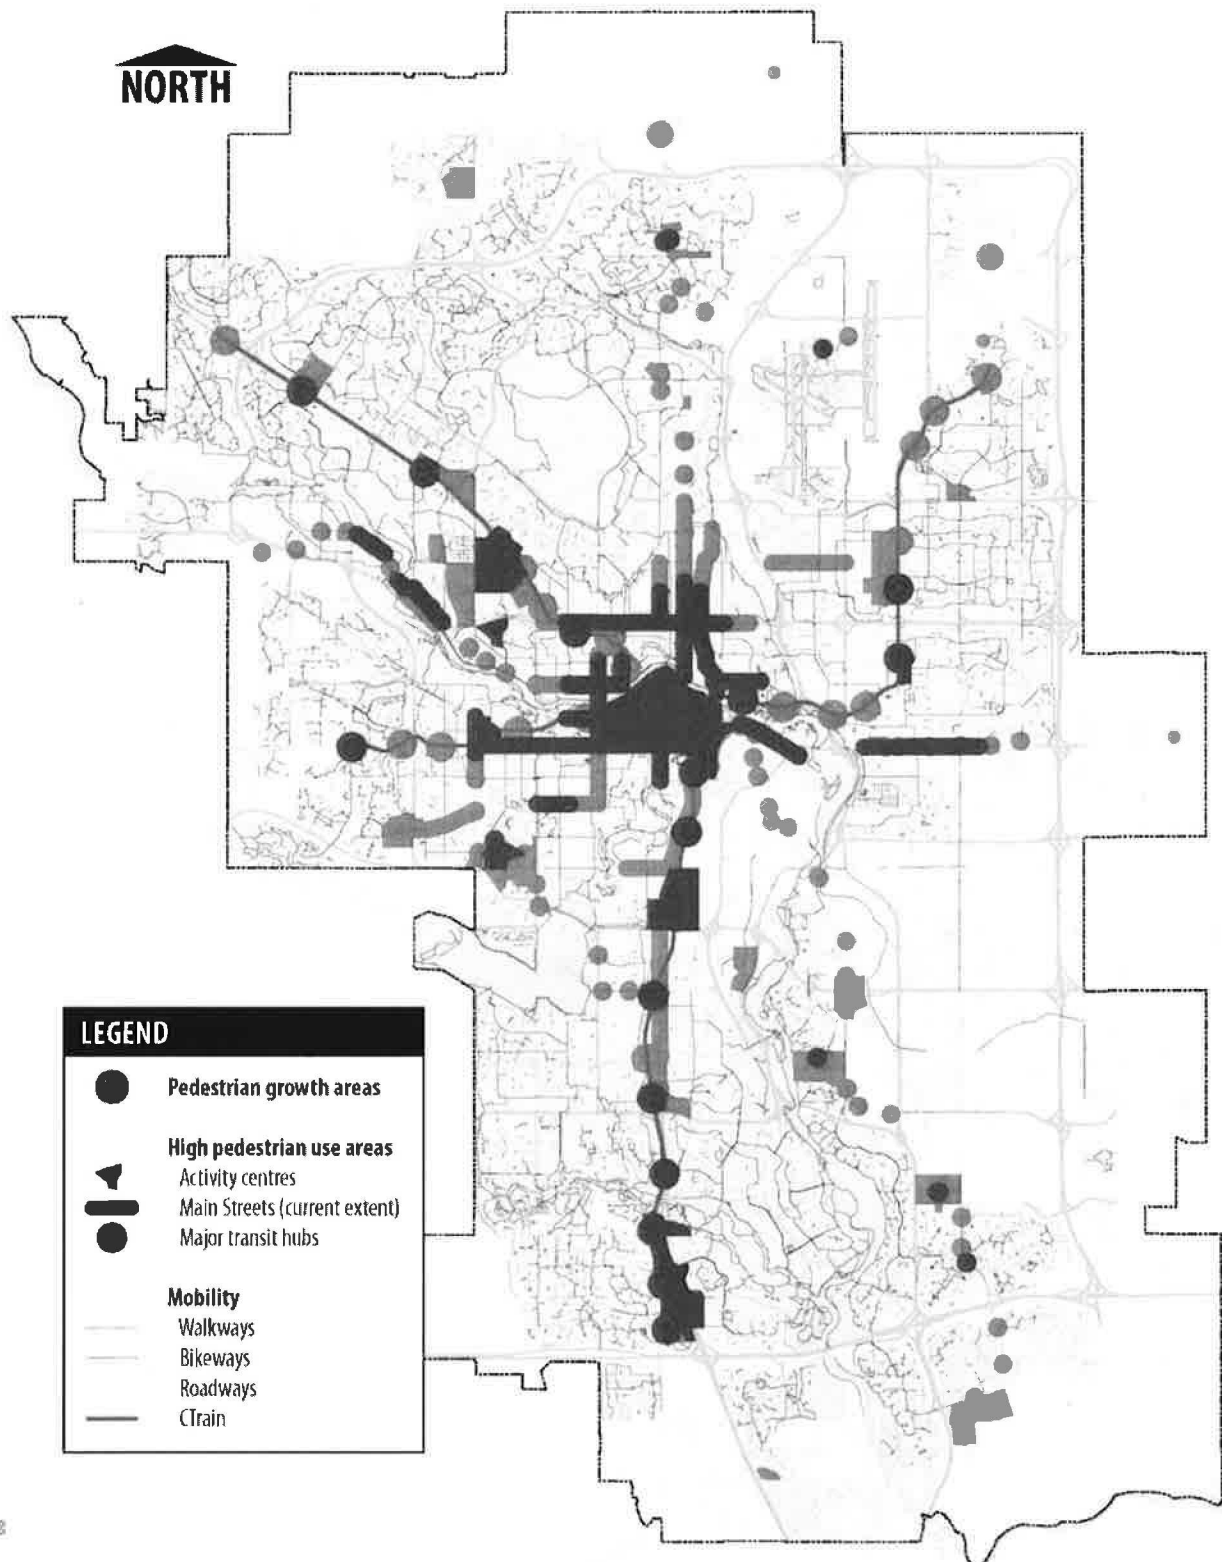 NORTH
LEGEND
Pedestrian growth areas
High pedestrian use areas
Activity centres
Main Streets (current extent)
Major transit hubs
Mobility
Walkways
Bikeways
Roadways
CTrain